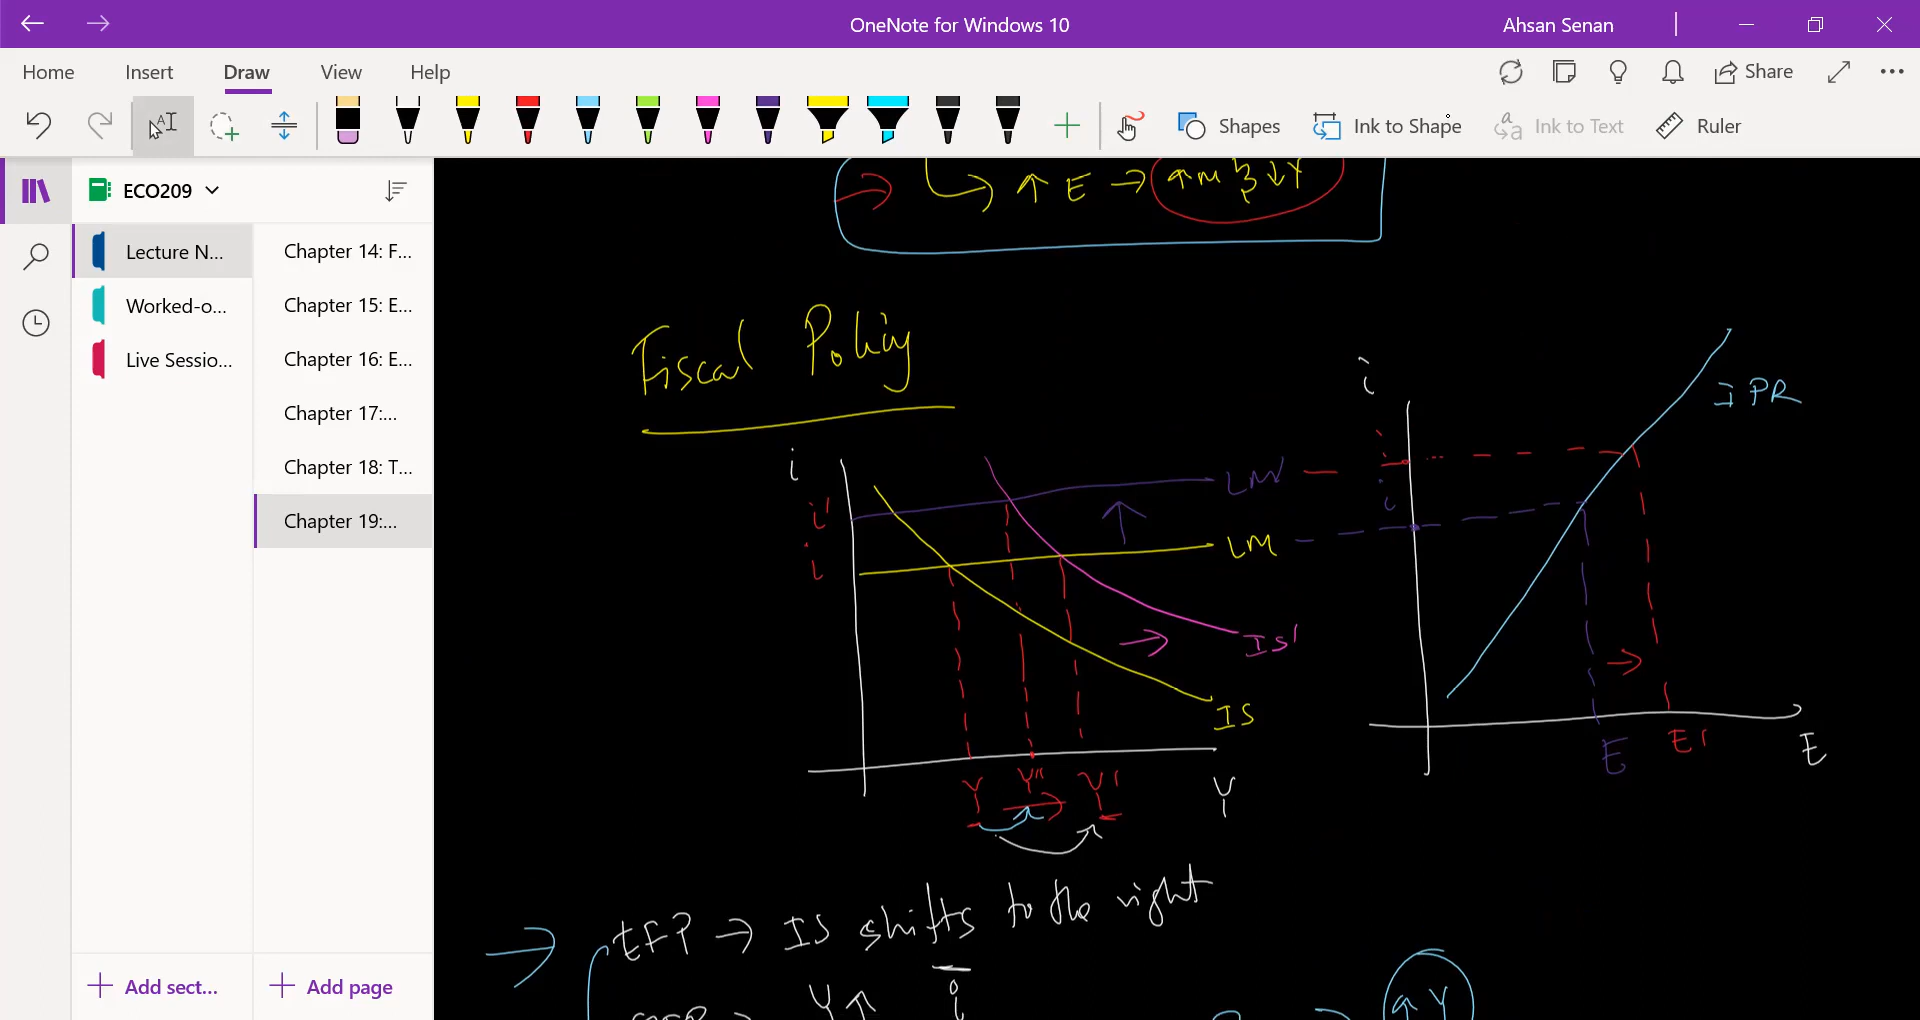 OneNote for Windows 10
Ahsan Senan
Home Insert Draw View Help
Share
Shapes
Ink to Shape
Ink to Text
Ruler
ECO209
Lecture N...
Worked-o...
Live Sessio...
Chapter 14: F...
Chapter 15: E...
Chapter 16: E...
Chapter 17:...
Chapter 18: T...
Chapter 19:...
Add sect...
Add page
↑ E → ↑M & ↓Y
Fiscal Policy
i
i'
i
LM'
LM
IS'
IS
Y Y'' Y'
Y
i
i'
i
IPR
E E'
E
EFP → IS shifts to the right
Y↑ i
↑Y